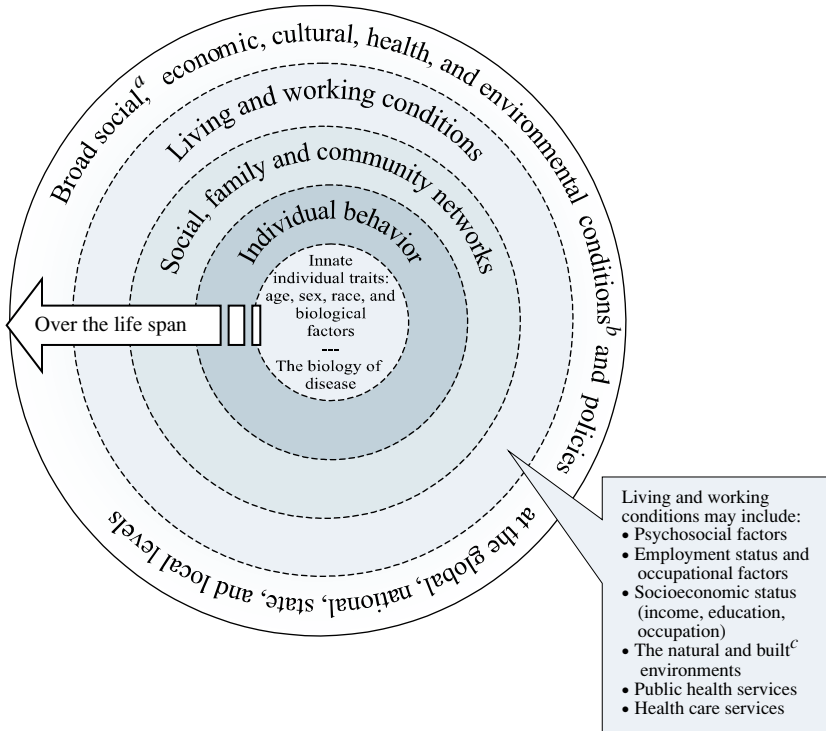 Broad social,a economic, cultural, health, and environmental conditionsb and policies
at the global, national, state, and local levels
Living and working conditions
Social, family and community networks
Individual behavior
Innate
individual traits:
age, sex, race, and
biological
factors
---
The biology of
disease
Over the life span
Living and working
conditions may include:
• Psychosocial factors
• Employment status and
occupational factors
• Socioeconomic status
(income, education,
occupation)
• The natural and builtc
environments
• Public health services
• Health care services